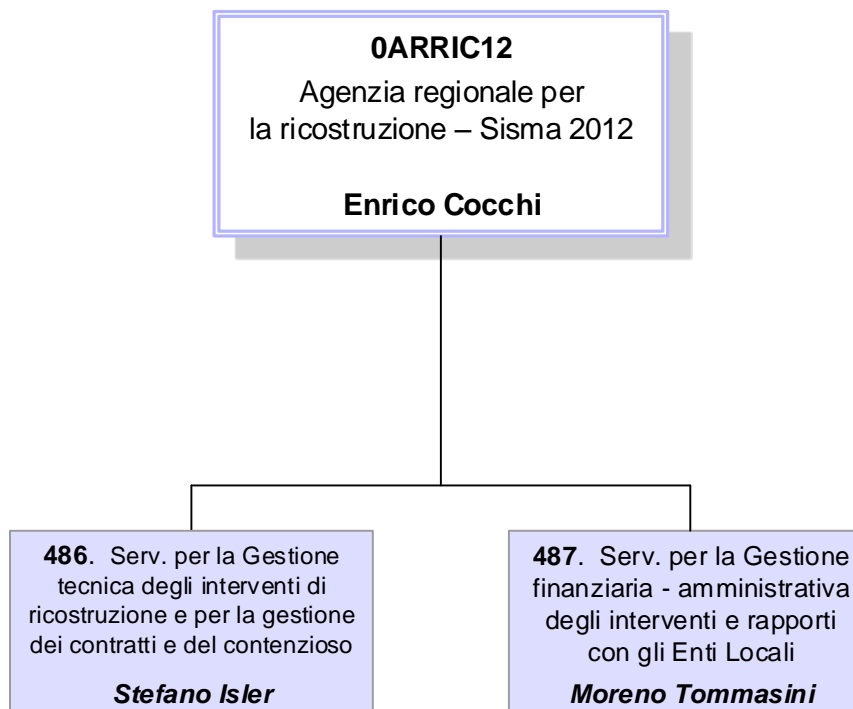 0ARRIC12
Agenzia regionale per
la ricostruzione – Sisma 2012
Enrico Cocchi
486. Serv. per la Gestione
tecnica degli interventi di
ricostruzione e per la gestione
dei contratti e del contenzioso
Stefano Isler
487. Serv. per la Gestione
finanziaria - amministrativa
degli interventi e rapporti
con gli Enti Locali
Moreno Tommasini